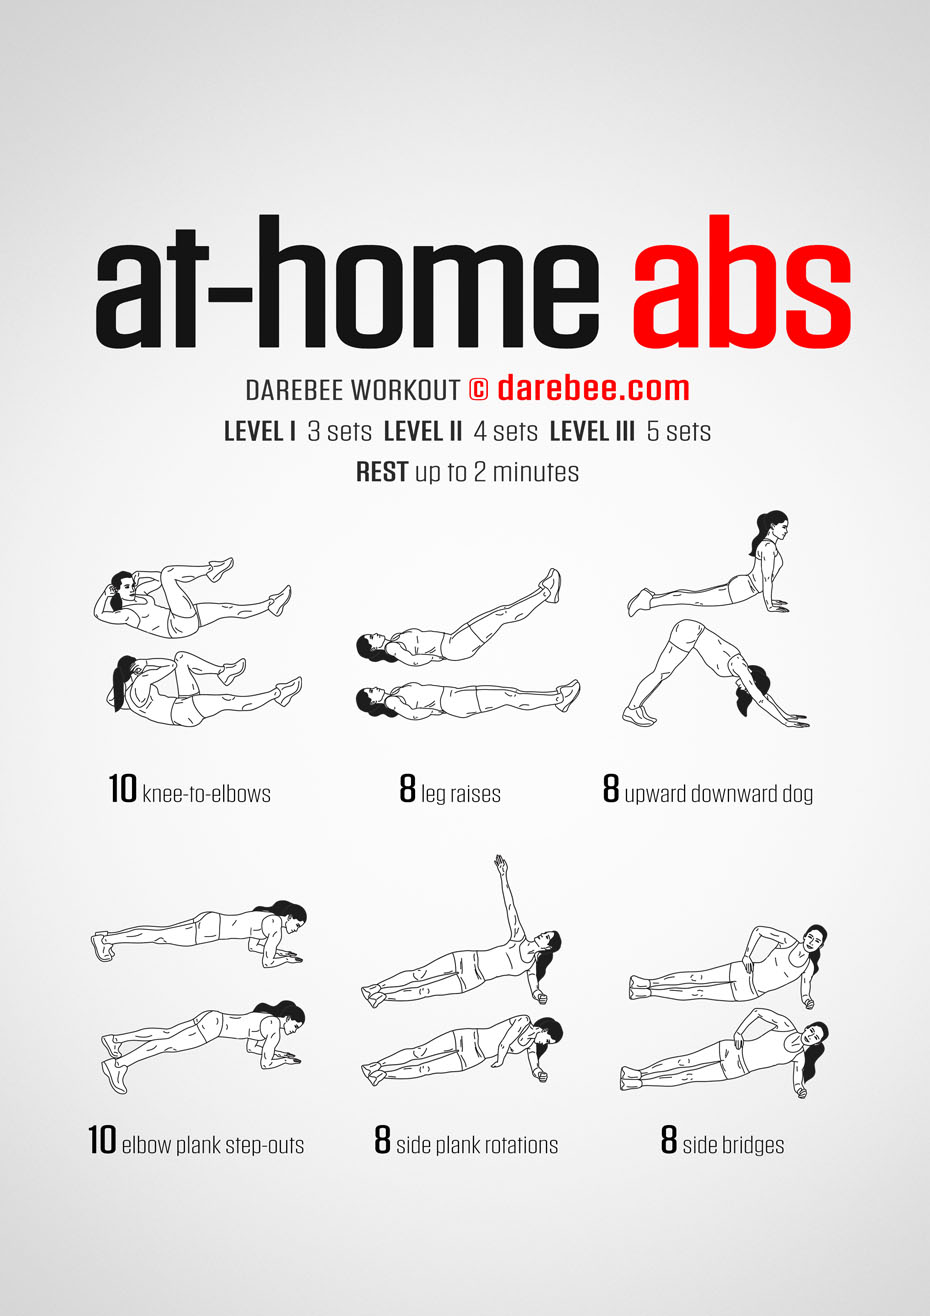 at-home abs
DAREBEE WORKOUT © darebee.com
LEVEL I 3 sets LEVEL II 4 sets LEVEL III 5 sets
REST up to 2 minutes
10 knee-to-elbows
8 leg raises
8 upward downward dog
10 elbow plank step-outs
8 side plank rotations
8 side bridges